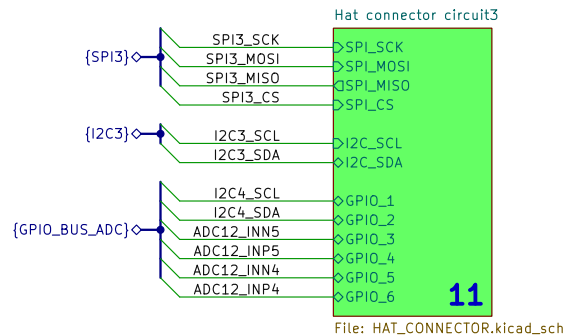 Hat connector circuit3
SPI3_SCK SPI_SCK
{SPI3} SPI3_MOSI SPI_MOSI
SPI3_MISO SPI_MISO
SPI3_CS SPI_CS
{I2C3} I2C3_SCL I2C_SCL
I2C3_SDA I2C_SDA
I2C4_SCL GPIO_1
I2C4_SDA GPIO_2
{GPIO_BUS_ADC} ADC12_INN5 GPIO_3
ADC12_INP5 GPIO_4
ADC12_INN4 GPIO_5
ADC12_INP4 GPIO_6
11
File: HAT_CONNECTOR.kicad_sch